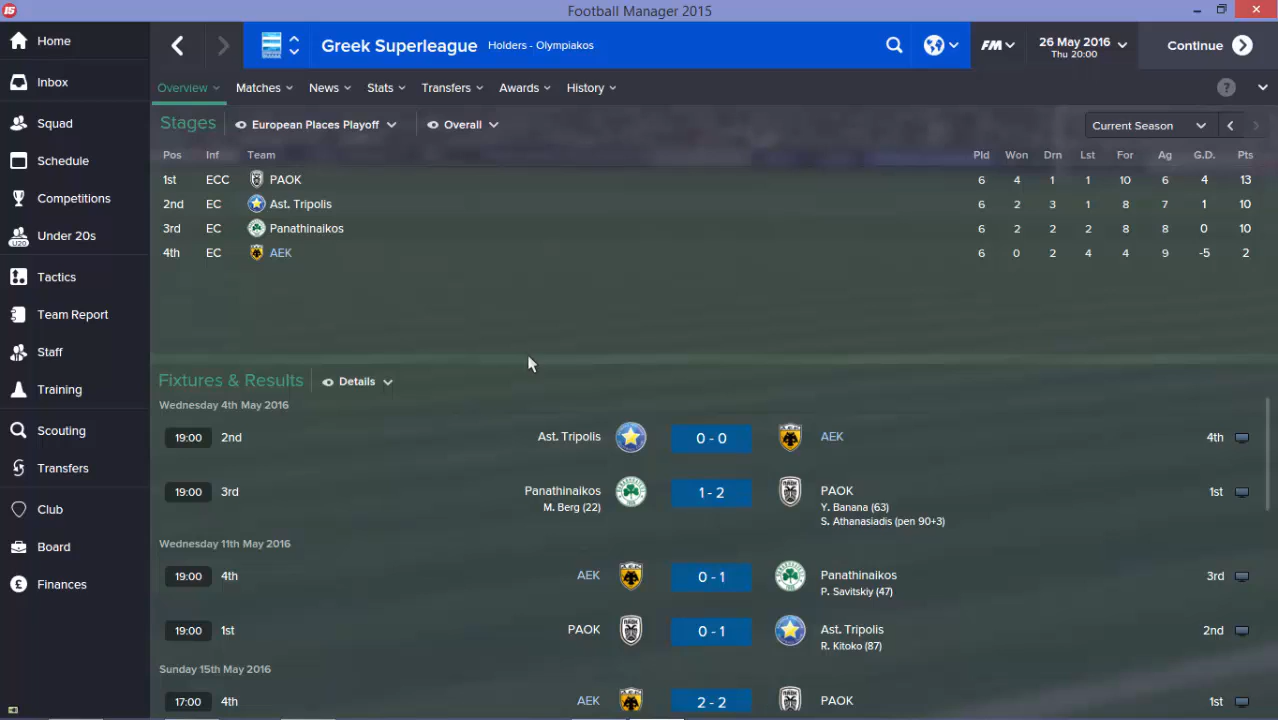 15 Football Manager 2015
Home
Inbox
Squad
Schedule
Competitions
U20 Under 20s
Tactics
Team Report
Staff
Training
Scouting
Transfers
Club
Board
£ Finances
Greek Superleague Holders - Olympiakos
FM
26 May 2016
Thu 20:00
Continue
Overview Matches News Stats Transfers Awards History ?
Stages European Places Playoff Overall Current Season
Pos Inf Team Pld Won Drn Lst For Ag G.D. Pts
1st ECC PAOK 6 4 1 1 10 6 4 13
2nd EC Ast. Tripolis 6 2 3 1 8 7 1 10
3rd EC Panathinaikos 6 2 2 2 8 8 0 10
4th EC AEK 6 0 2 4 4 9 -5 2
Fixtures & Results Details
Wednesday 4th May 2016
19:00 2nd Ast. Tripolis 0 - 0 AEK 4th
19:00 3rd Panathinaikos 1 - 2 PAOK 1st
M. Berg (22) Y. Banana (63)
S. Athanasiadis (pen 90+3)
Wednesday 11th May 2016
19:00 4th AEK 0 - 1 Panathinaikos 3rd
P. Savitskiy (47)
19:00 1st PAOK 0 - 1 Ast. Tripolis 2nd
R. Kitoko (87)
Sunday 15th May 2016
17:00 4th AEK 2 - 2 PAOK 1st